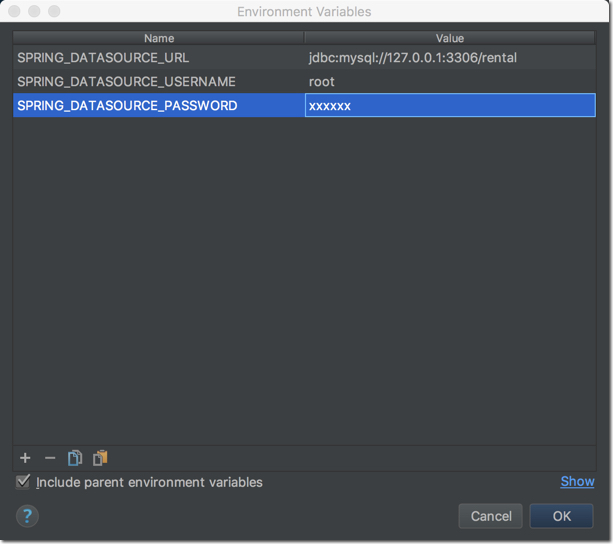 Environment Variables
Name Value
SPRING_DATASOURCE_URL jdbc:mysql://127.0.0.1:3306/rental
SPRING_DATASOURCE_USERNAME root
SPRING_DATASOURCE_PASSWORD xxxxxx
Include parent environment variables Show
? Cancel OK